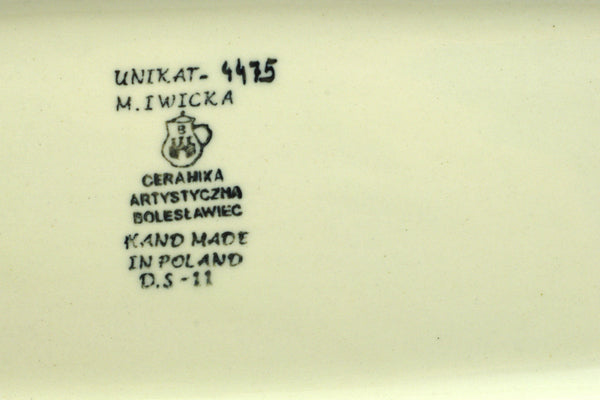 UNIKAT- 4475
M.IWICKA
B
CERAMIKA
ARTYSTYCZNA
BOLESŁAWIEC
HAND MADE
IN POLAND
D.S -11